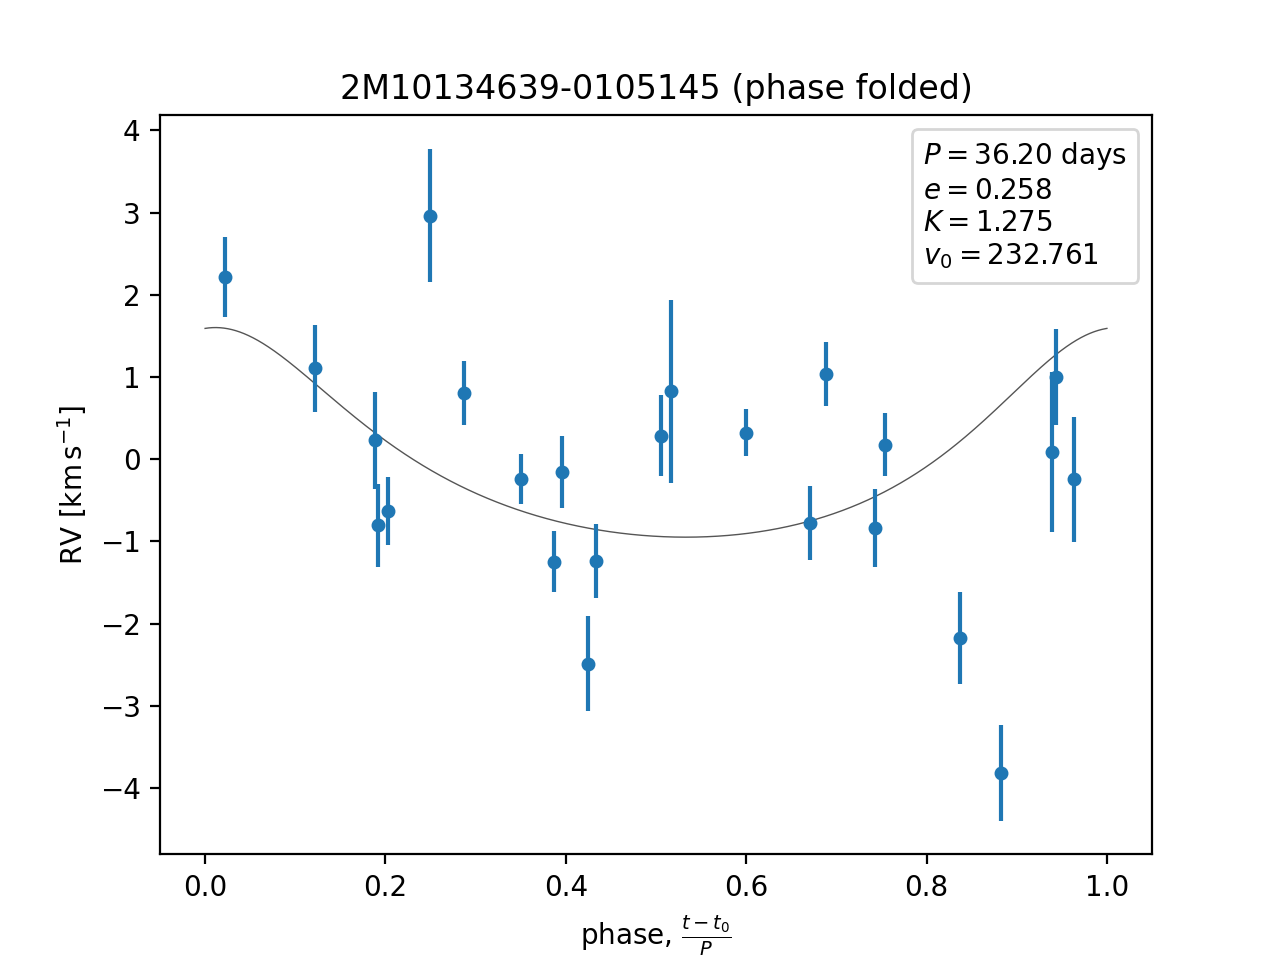 2M10134639-0105145 (phase folded)
P = 36.20 days
e = 0.258
K = 1.275
v₀ = 232.761
RV [km s⁻¹]
4
3
2
1
0
−1
−2
−3
−4
0.0 0.2 0.4 0.6 0.8 1.0
phase, (t − t₀)/P